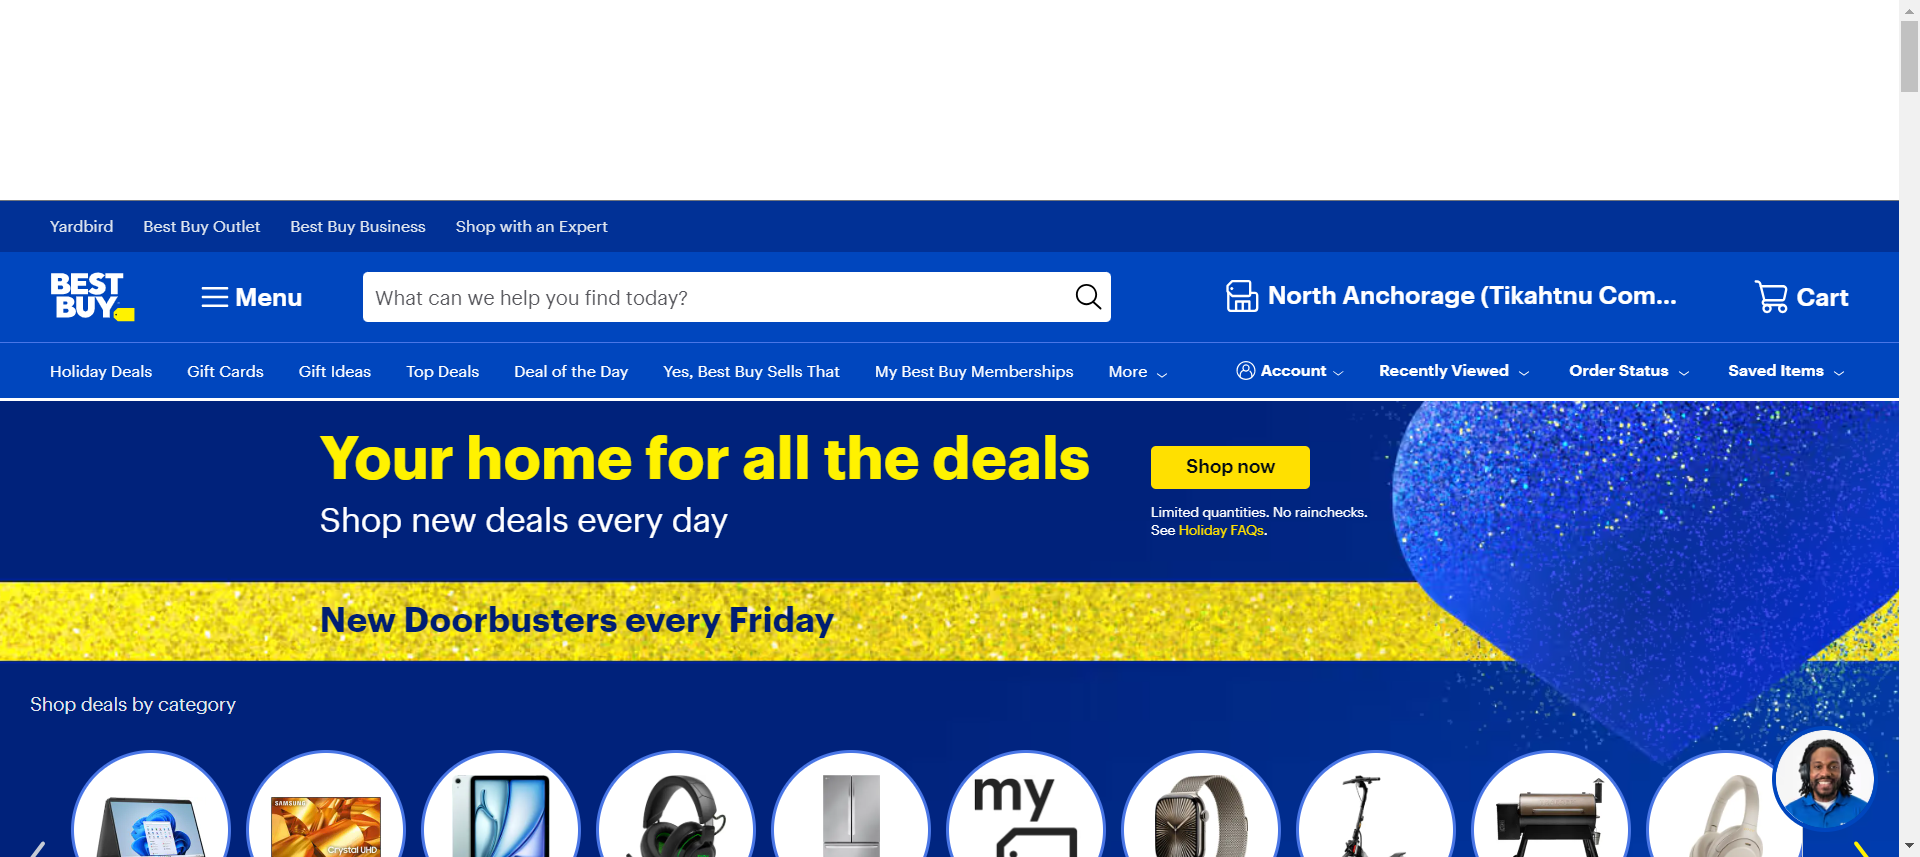 Yardbird Best Buy Outlet Best Buy Business Shop with an Expert
BEST
BUY
Menu
What can we help you find today?
North Anchorage (Tikahtnu Com...
Cart
Holiday Deals Gift Cards Gift Ideas Top Deals Deal of the Day Yes, Best Buy Sells That My Best Buy Memberships More Account Recently Viewed Order Status Saved Items
Your home for all the deals
Shop new deals every day
Shop now
Limited quantities. No rainchecks.
See Holiday FAQs.
New Doorbusters every Friday
Shop deals by category
SAMSUNG
Crystal UHD
my